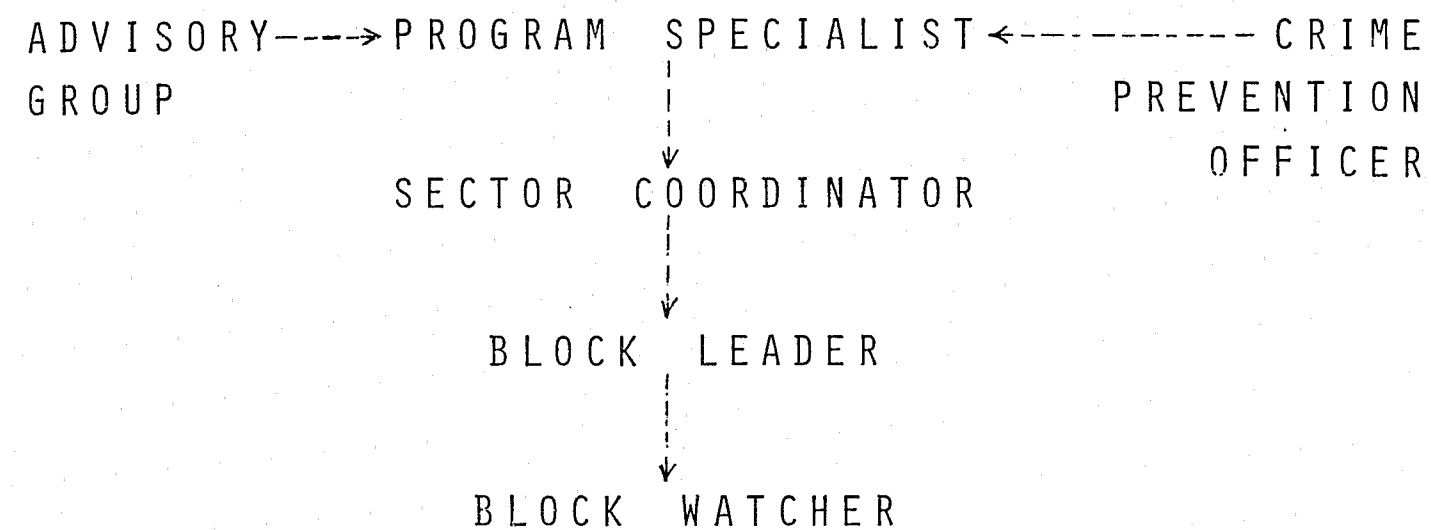 ADVISORY----> PROGRAM SPECIALIST <----------- CRIME
GROUP PREVENTION
OFFICER
SECTOR COORDINATOR
BLOCK LEADER
BLOCK WATCHER